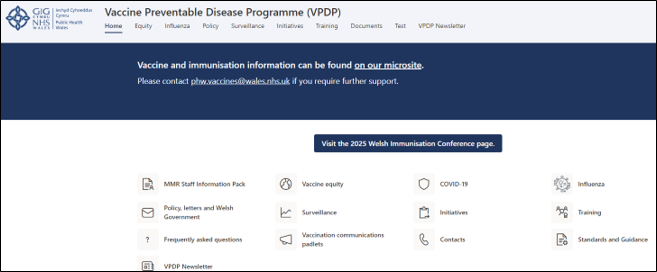 GIG
CYMRU
NHS
WALES
Iechyd Cyhoeddus
Cymru
Public Health
Wales
Vaccine Preventable Disease Programme (VPDP)
Home Equity Influenza Policy Surveillance Initiatives Training Documents Test VPDP Newsletter
Vaccine and immunisation information can be found on our microsite.
Please contact phw.vaccines@wales.nhs.uk if you require further support.
Visit the 2025 Welsh Immunisation Conference page.
MMR Staff Information Pack
Vaccine equity
COVID-19
Influenza
Policy, letters and Welsh
Government
Surveillance
Initiatives
Training
? Frequently asked questions
Vaccination communications
padlets
Contacts
Standards and Guidance
VPDP Newsletter